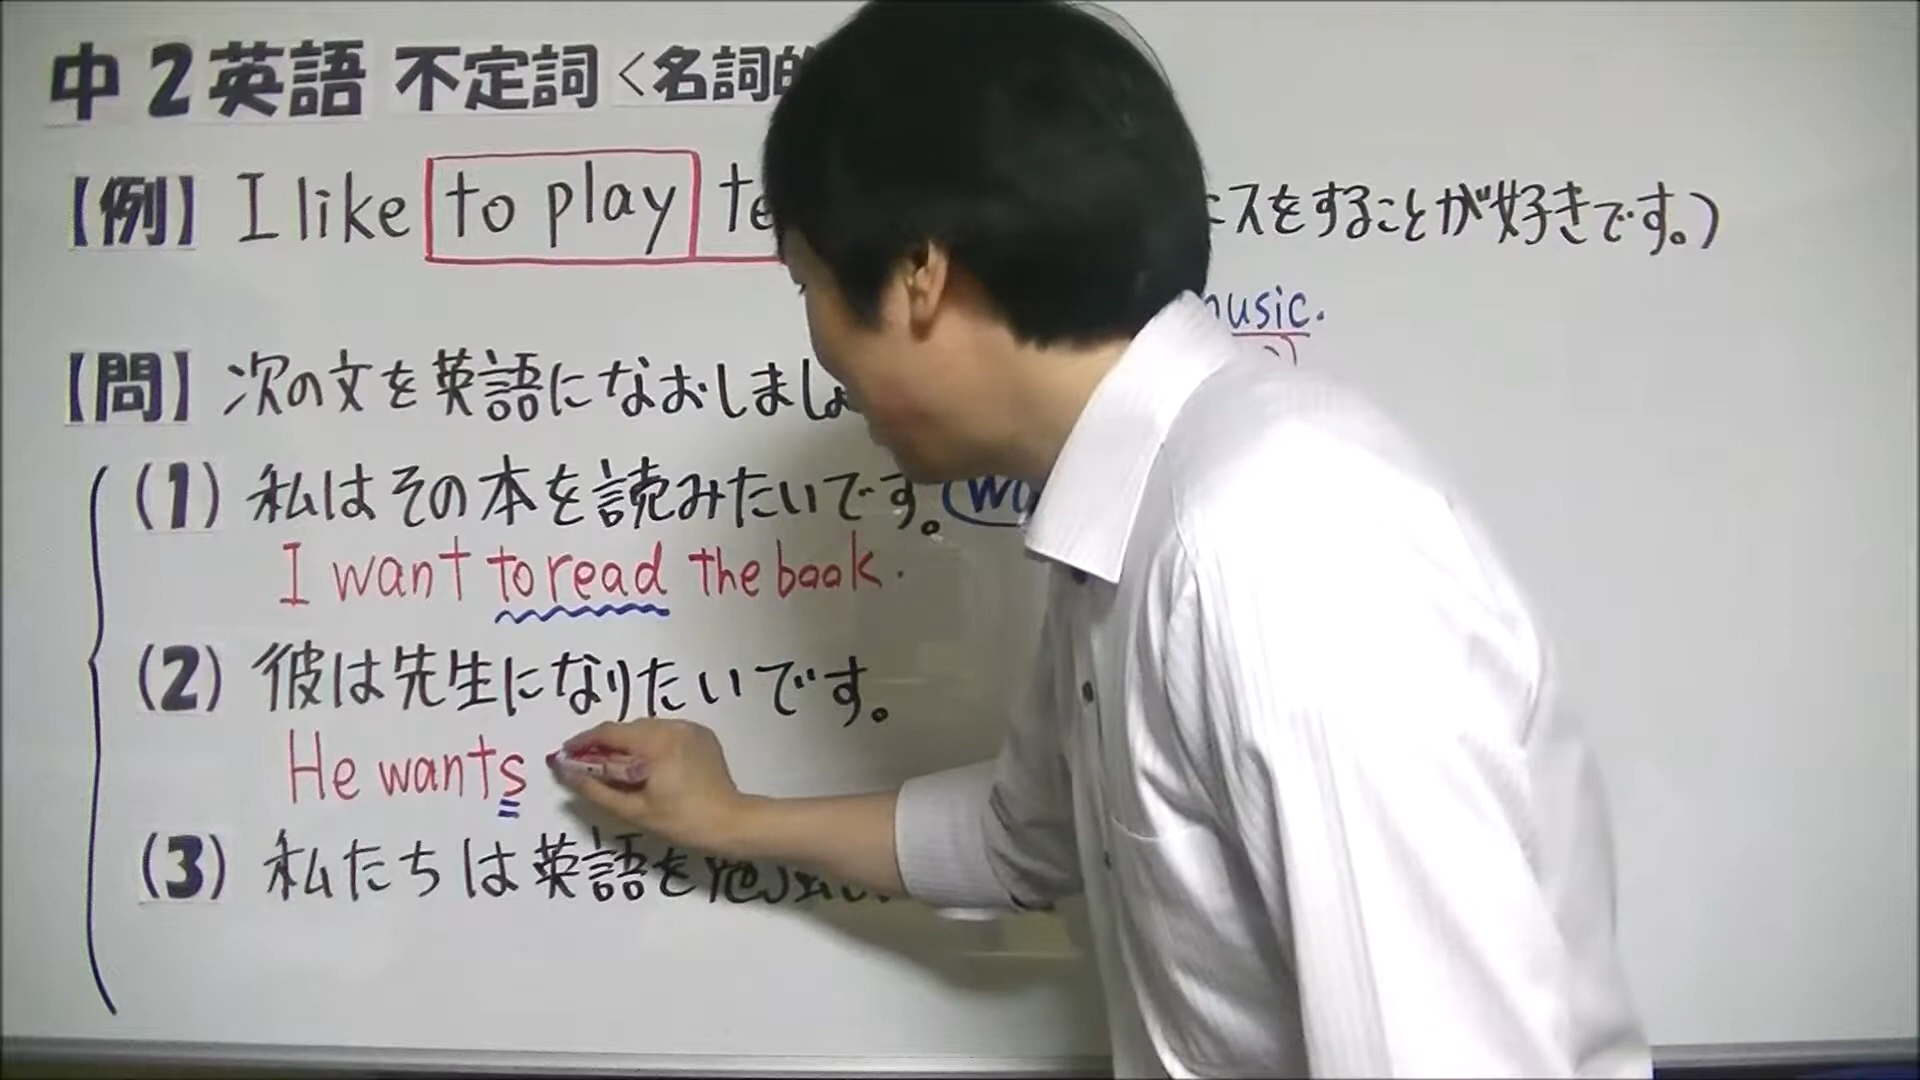 中2英語 不定詞 <名詞的
【例】 I like to play te ニスをすることが好きです。)
music.
【問】 次の文を英語になおしましょ
(1) 私はその本を読みたいです。
I want to read the book.
(2) 彼は先生になりたいです。
He wants
(3) 私たちは英語を